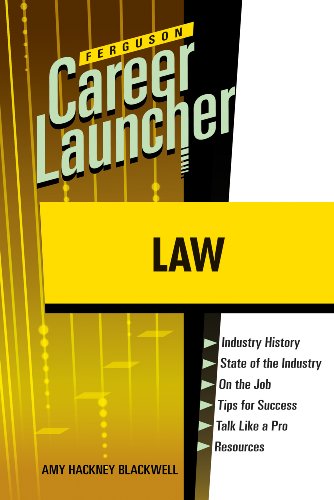 FERGUSON
Career
Launcher
LAW
Industry History
State of the Industry
On the Job
Tips for Success
Talk Like a Pro
Resources
AMY HACKNEY BLACKWELL